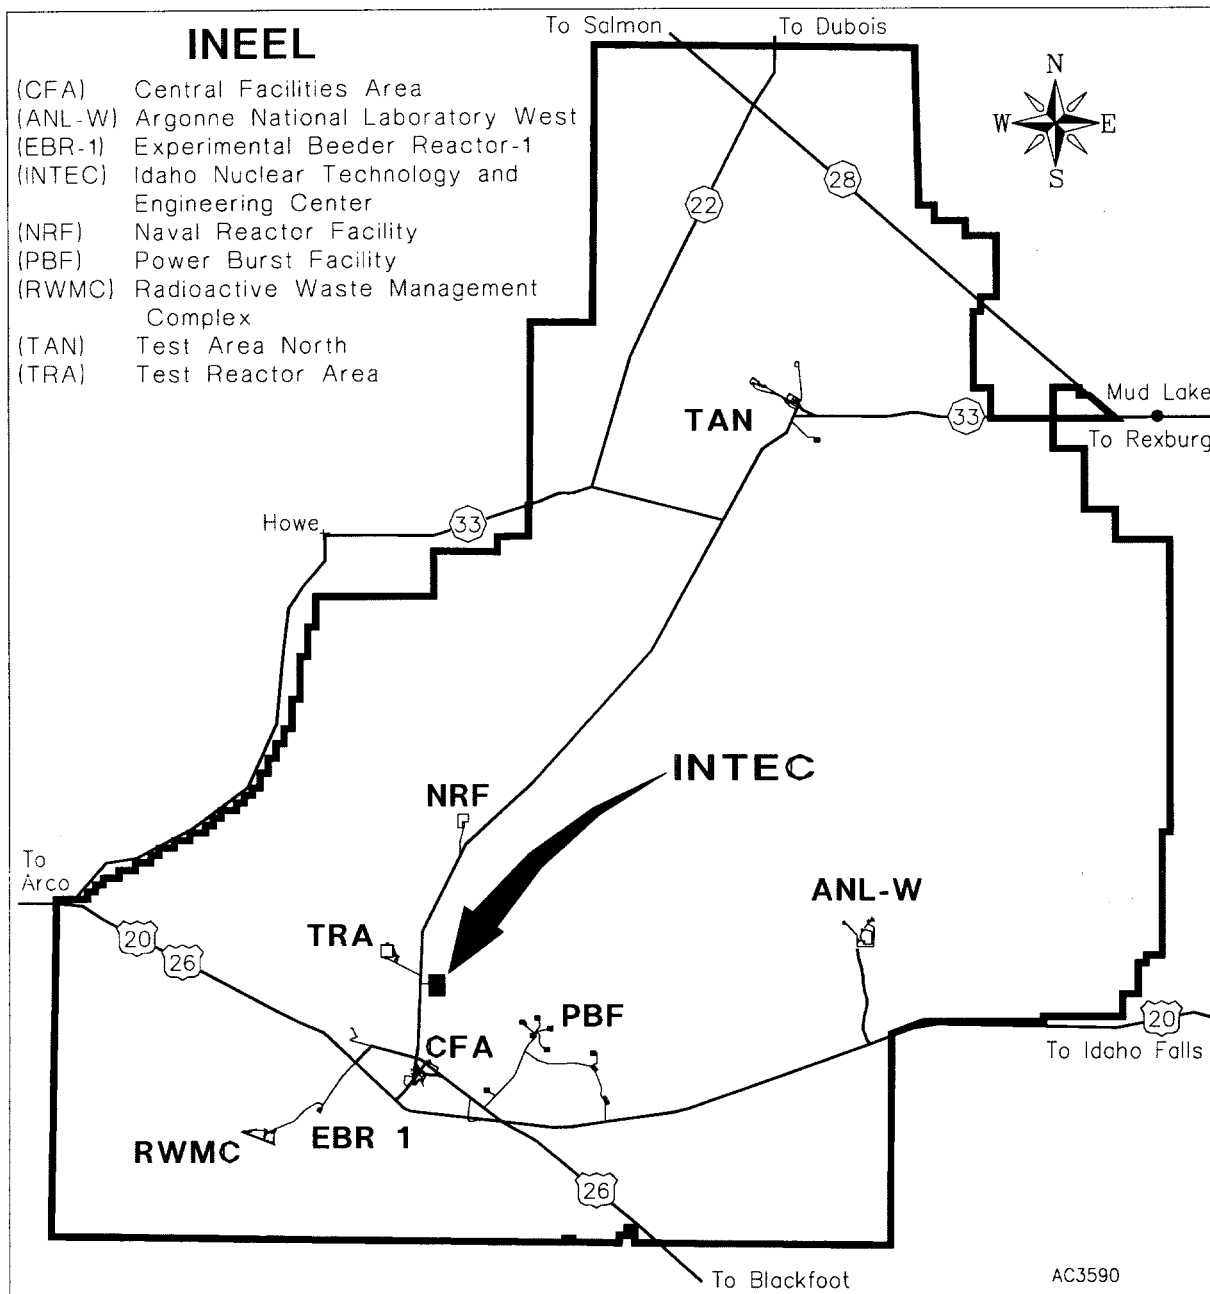 To Salmon
To Dubois
INEEL
(CFA) Central Facilities Area
(ANL-W) Argonne National Laboratory West
(EBR-1) Experimental Beeder Reactor-1
(INTEC) Idaho Nuclear Technology and
Engineering Center
(NRF) Naval Reactor Facility
(PBF) Power Burst Facility
(RWMC) Radioactive Waste Management
Complex
(TAN) Test Area North
(TRA) Test Reactor Area
N
W E
S
28
22
Mud Lake
TAN
33
To Rexburg
Howe
33
INTEC
NRF
To
Arco
ANL-W
20
26
TRA
PBF
20
CFA
To Idaho Falls
EBR 1
RWMC
26
To Blackfoot
AC3590